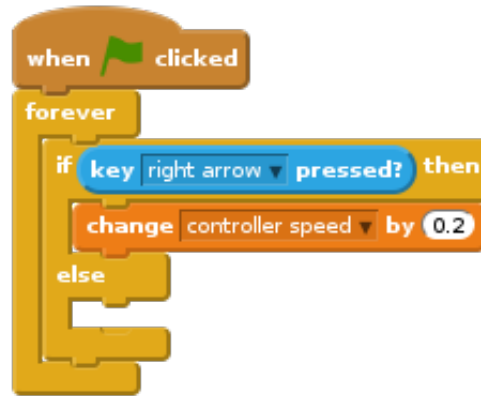 when clicked
forever
if key right arrow pressed? then
change controller speed by 0.2
else